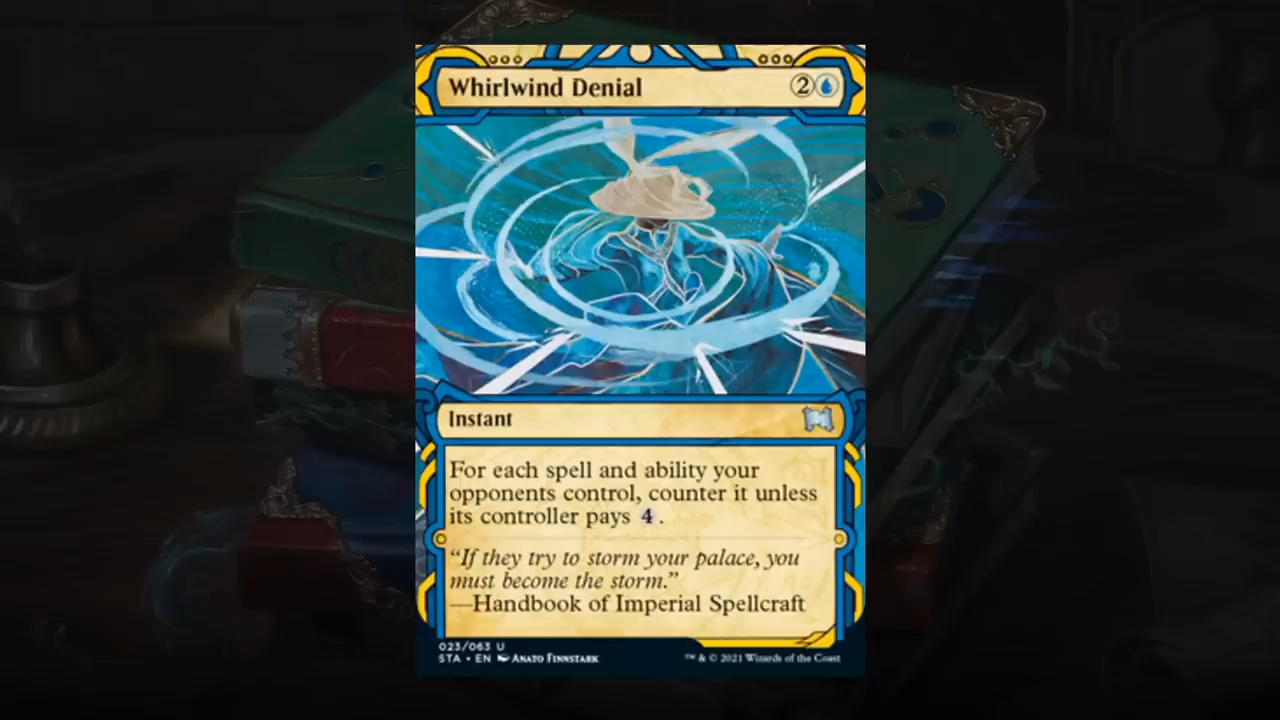 Whirlwind Denial 2
Instant
For each spell and ability your
opponents control, counter it unless
its controller pays 4.
“If they try to storm your palace, you
must become the storm.”
—Handbook of Imperial Spellcraft
023/063 U
STA • EN Anato Finnstark
™ & © 2021 Wizards of the Coast